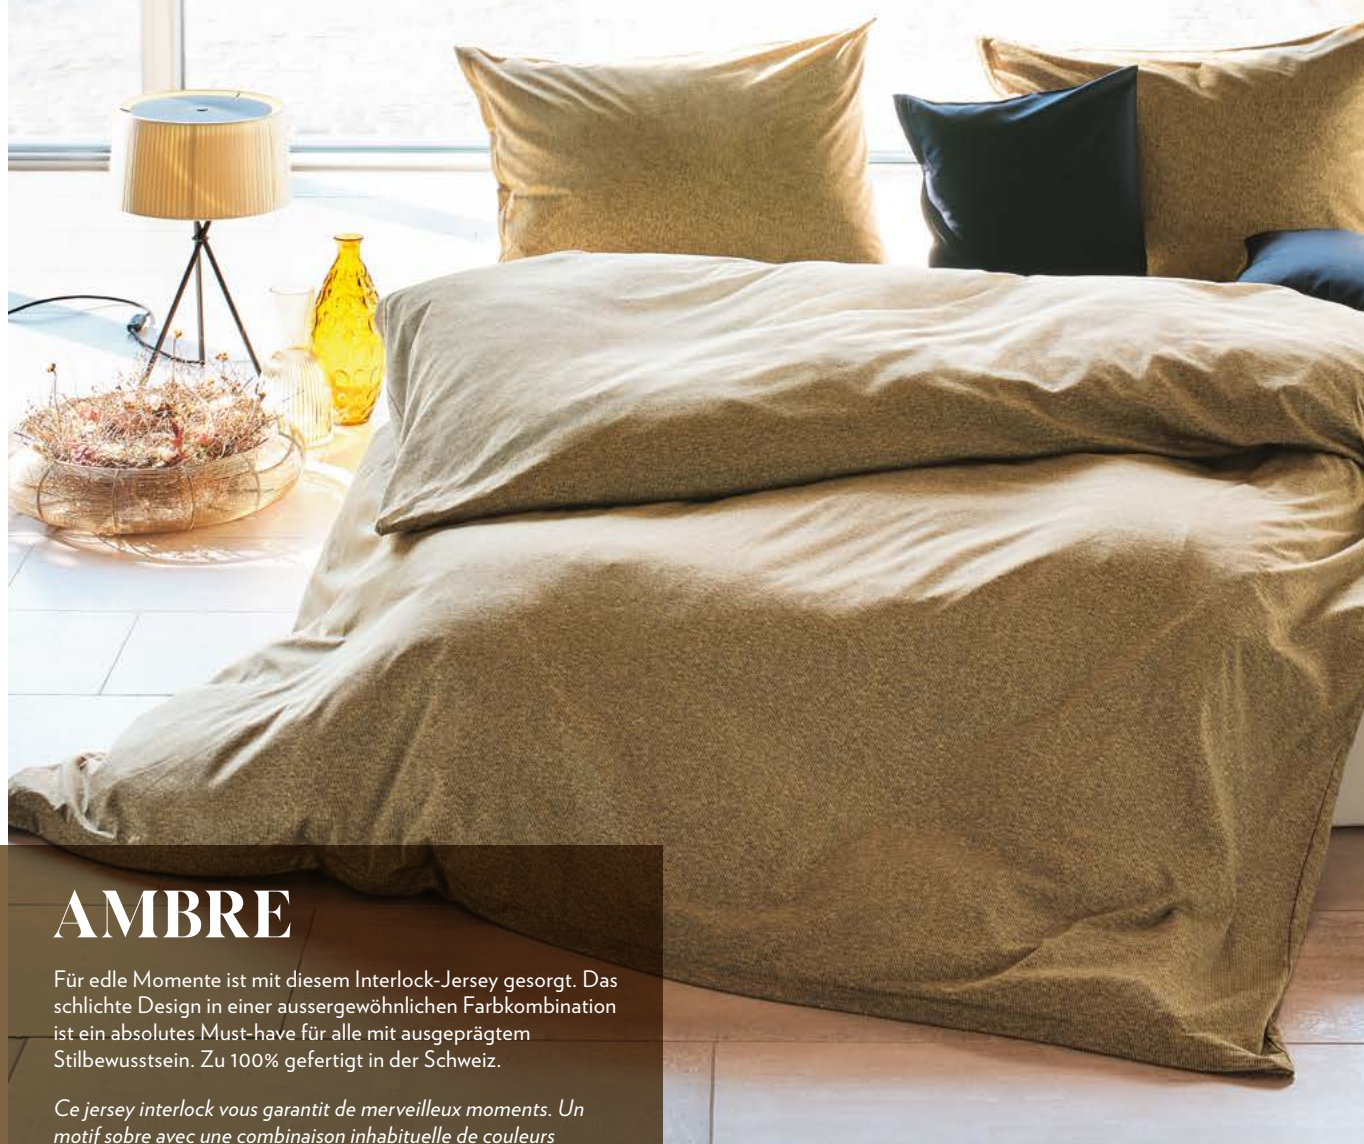 AMBRE
Für edle Momente ist mit diesem Interlock-Jersey gesorgt. Das
schlichte Design in einer aussergewöhnlichen Farbkombination
ist ein absolutes Must-have für alle mit ausgeprägtem
Stilbewusstsein. Zu 100% gefertigt in der Schweiz.
Ce jersey interlock vous garantit de merveilleux moments. Un
motif sobre avec une combinaison inhabituelle de couleurs